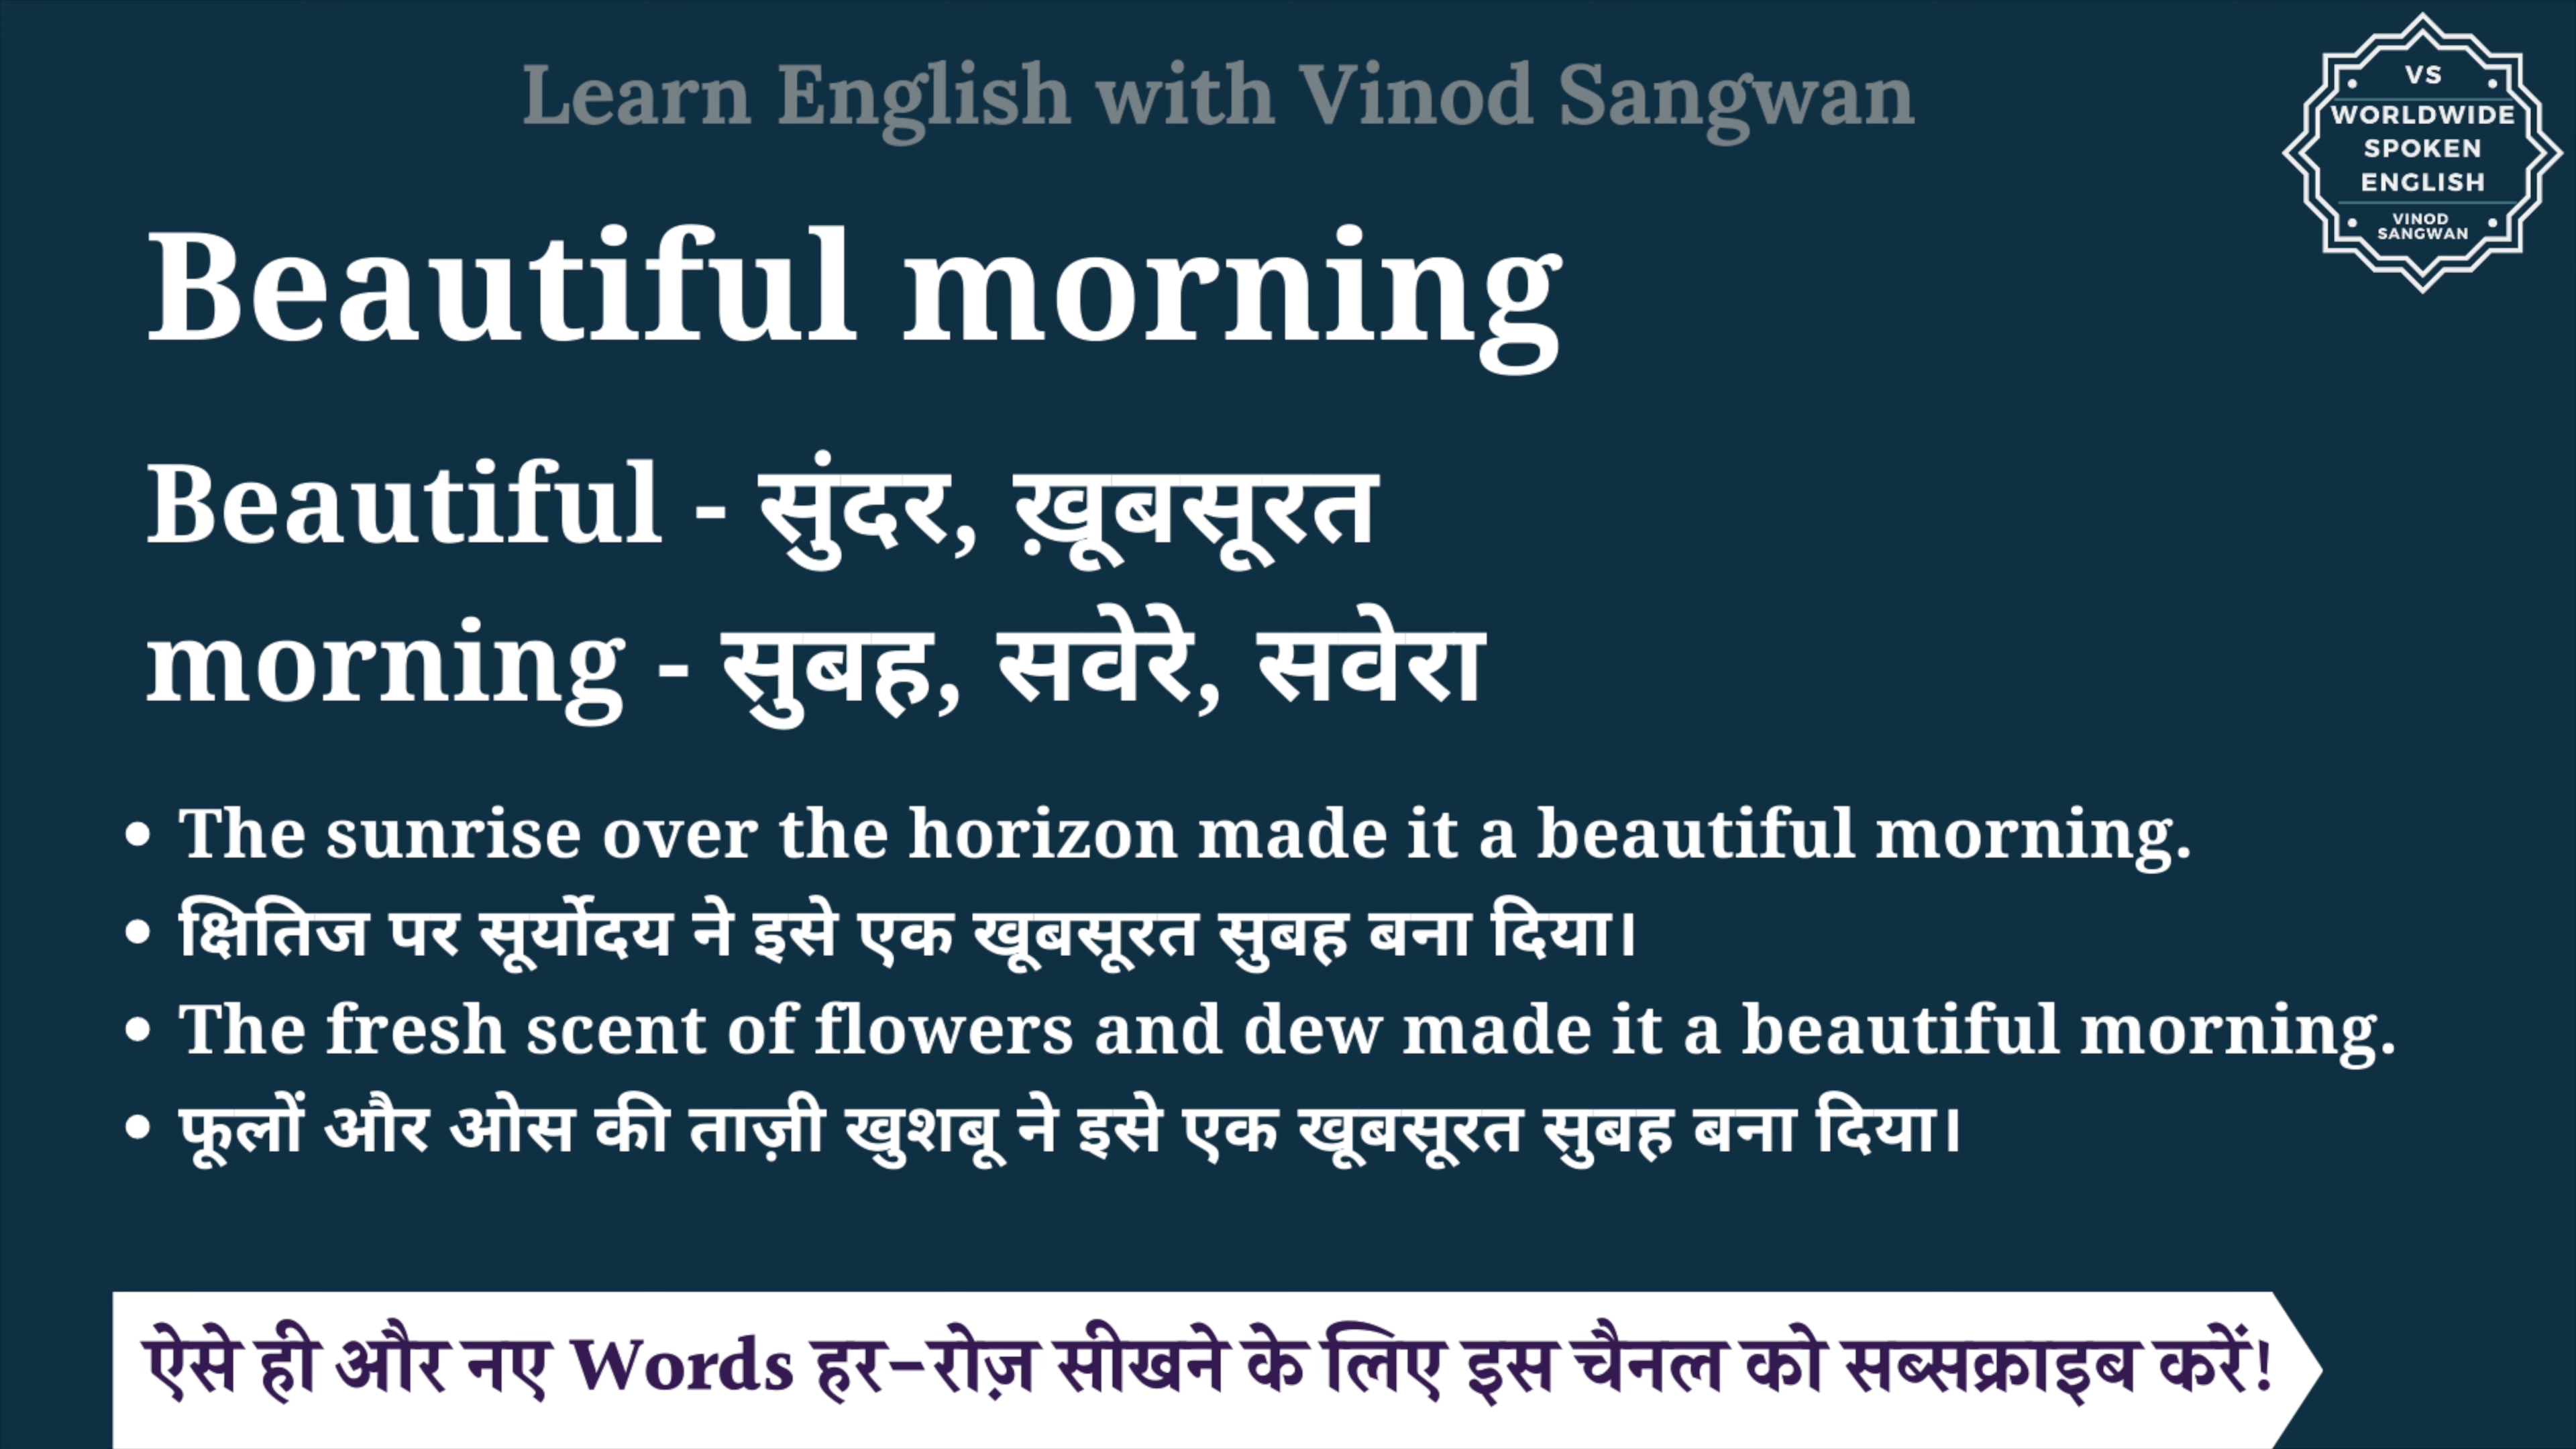 Learn English with Vinod Sangwan
VS
WORLDWIDE
SPOKEN
ENGLISH
VINOD
SANGWAN
Beautiful morning
Beautiful - सुंदर, ख़ूबसूरत
morning - सुबह, सवेरे, सवेरा
• The sunrise over the horizon made it a beautiful morning.
• क्षितिज पर सूर्योदय ने इसे एक खूबसूरत सुबह बना दिया।
• The fresh scent of flowers and dew made it a beautiful morning.
• फूलों और ओस की ताज़ी खुशबू ने इसे एक खूबसूरत सुबह बना दिया।
ऐसे ही और नए Words हर-रोज़ सीखने के लिए इस चैनल को सब्सक्राइब करें!